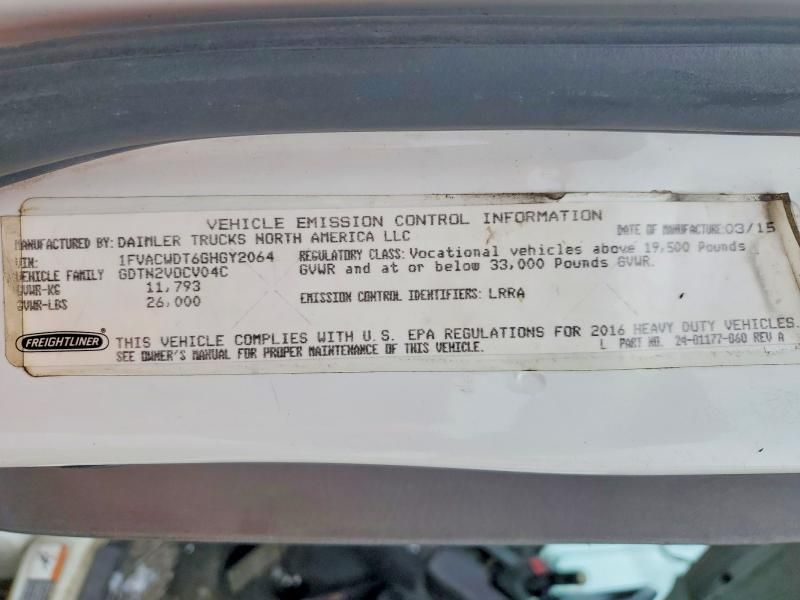 VEHICLE EMISSION CONTROL INFORMATION
MANUFACTURED BY: DAIMLER TRUCKS NORTH AMERICA LLC
DATE OF MANUFACTURE: 03/15
VIN: 1FVACWDT6GHGY2064
REGULATORY CLASS: Vocational vehicles above 19,500 Pounds
VEHICLE FAMILY GDTN2VOCV04C
GVWR and at or below 33,000 Pounds GVWR.
GVWR-KG 11,793
GVWR-LBS 26,000
EMISSION CONTROL IDENTIFIERS: LRRA
FREIGHTLINER
THIS VEHICLE COMPLIES WITH U.S. EPA REGULATIONS FOR 2016 HEAVY DUTY VEHICLES.
SEE OWNER'S MANUAL FOR PROPER MAINTENANCE OF THIS VEHICLE.
L PART NO. 24-01177-060 REV A